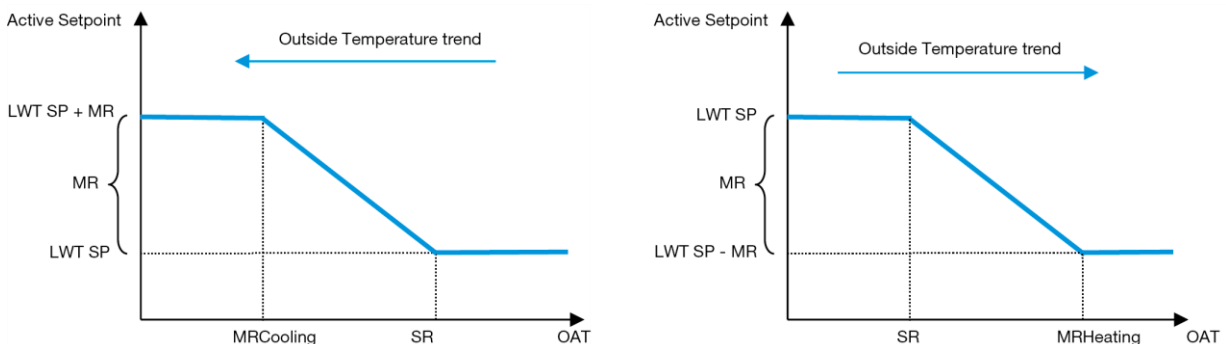 Active Setpoint
Outside Temperature trend
LWT SP + MR
MR
LWT SP
MRCooling
SR
OAT
Active Setpoint
Outside Temperature trend
LWT SP
MR
LWT SP - MR
SR
MRHeating
OAT